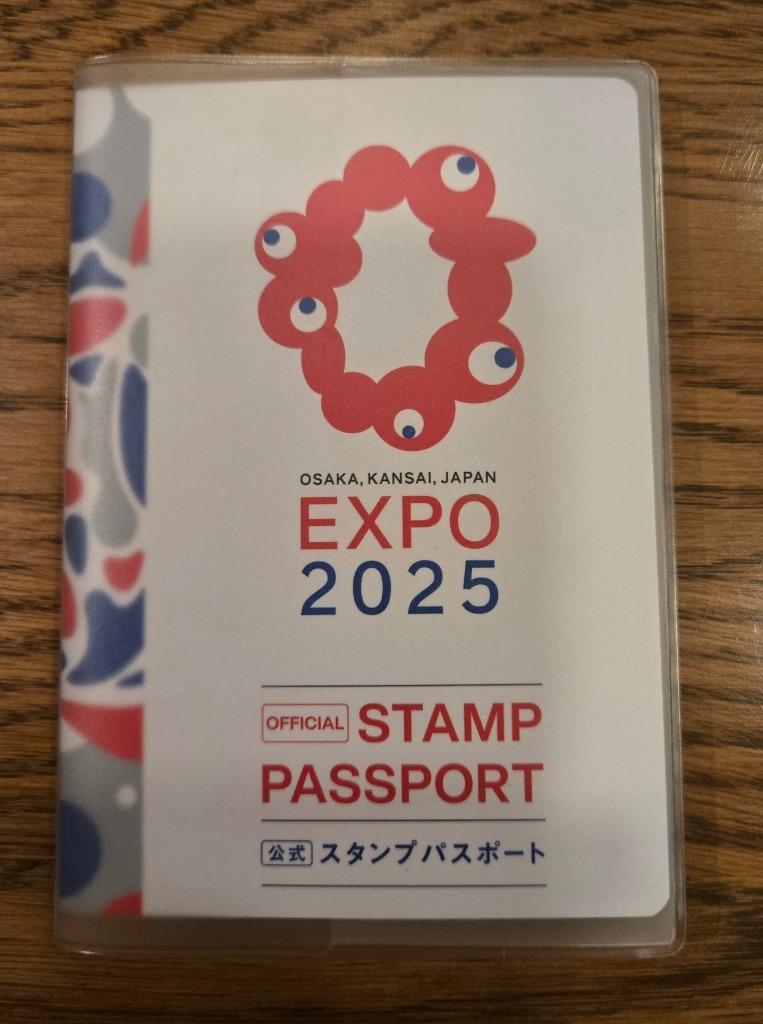 OSAKA, KANSAI, JAPAN
EXPO
2025
OFFICIAL STAMP
PASSPORT
公式 スタンプパスポート